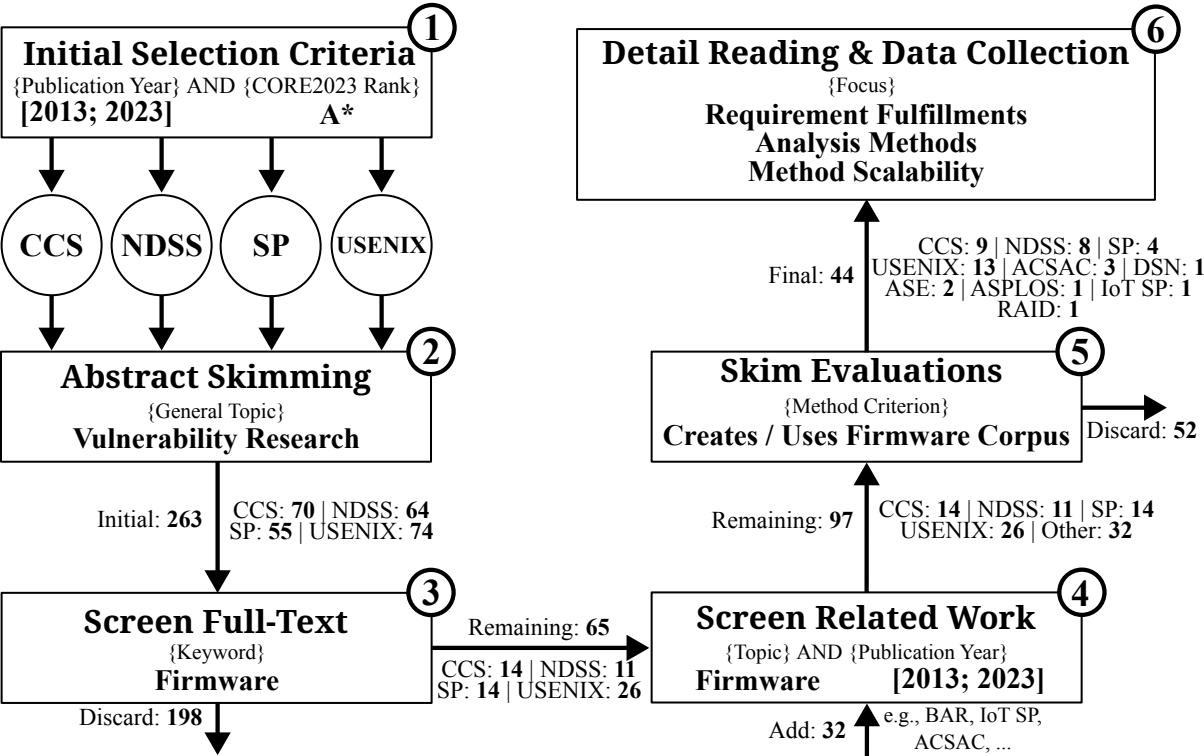 1
Initial Selection Criteria
{Publication Year} AND {CORE2023 Rank}
[2013; 2023] A*
CCS NDSS SP USENIX
2
Abstract Skimming
{General Topic}
Vulnerability Research
Initial: 263
CCS: 70 | NDSS: 64
SP: 55 | USENIX: 74
3
Screen Full-Text
{Keyword}
Firmware
Discard: 198
Remaining: 65
CCS: 14 | NDSS: 11
SP: 14 | USENIX: 26
4
Screen Related Work
{Topic} AND {Publication Year}
Firmware [2013; 2023]
Add: 32
e.g., BAR, IoT SP,
ACSAC, ...
Remaining: 97
CCS: 14 | NDSS: 11 | SP: 14
USENIX: 26 | Other: 32
5
Skim Evaluations
{Method Criterion}
Creates / Uses Firmware Corpus
Discard: 52
Final: 44
CCS: 9 | NDSS: 8 | SP: 4
USENIX: 13 | ACSAC: 3 | DSN: 1
ASE: 2 | ASPLOS: 1 | IoT SP: 1
RAID: 1
6
Detail Reading & Data Collection
{Focus}
Requirement Fulfillments
Analysis Methods
Method Scalability